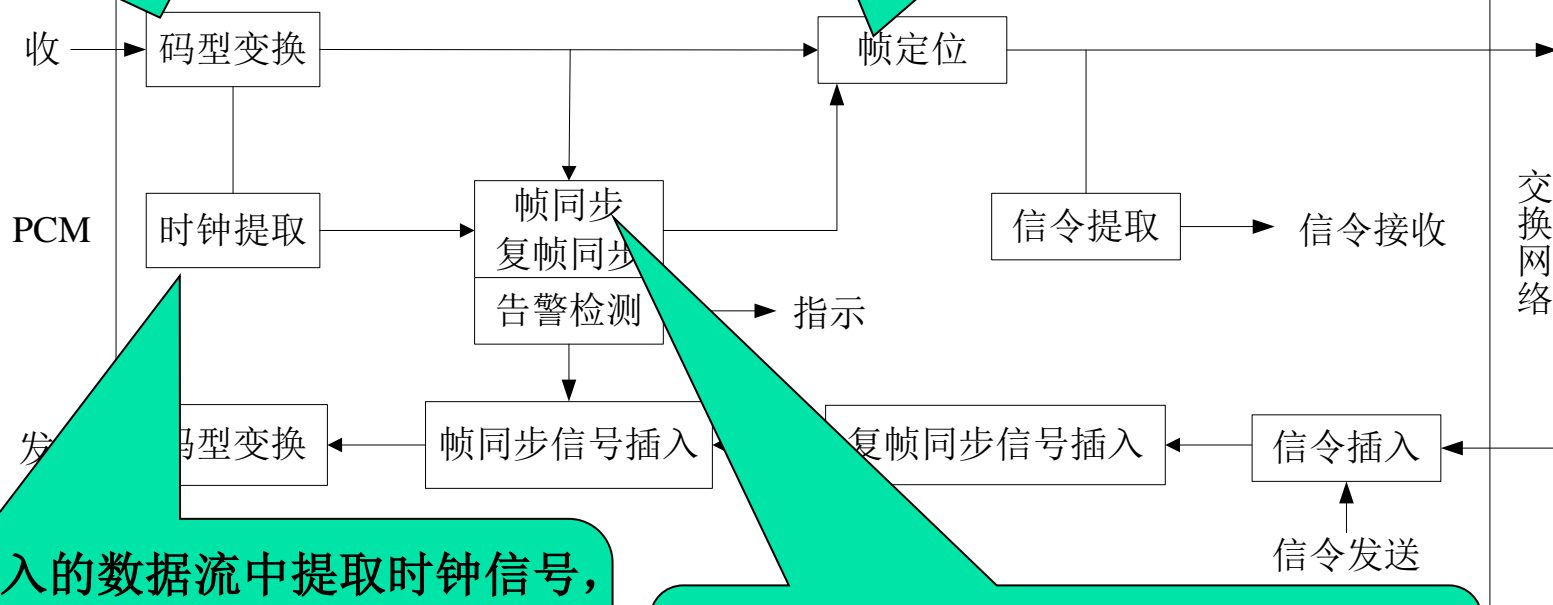 收
码型变换
帧定位
PCM
时钟提取
帧同步
复帧同步
告警检测
指示
信令提取
信令接收
交换网络
发
码型变换
帧同步信号插入
复帧同步信号插入
信令插入
信令发送
入的数据流中提取时钟信号，